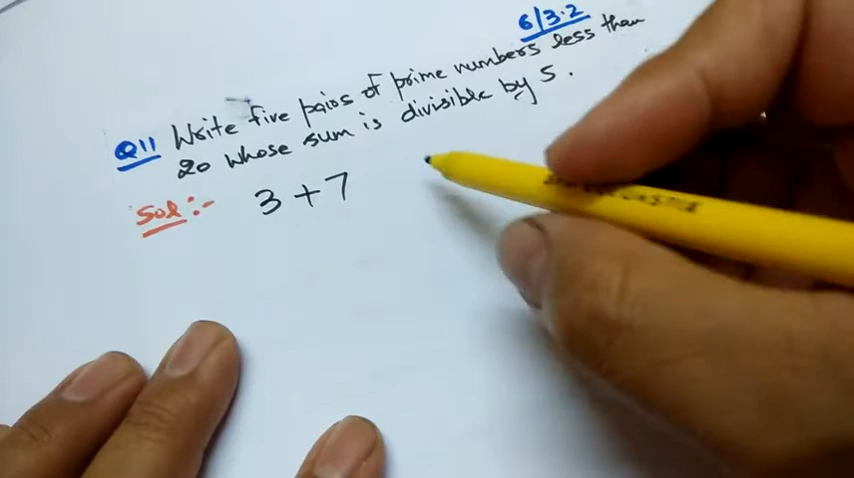 6/3.2
Q11 Write five pairs of prime numbers less than
20 whose sum is divisible by 5.
Sol:- 3 + 7